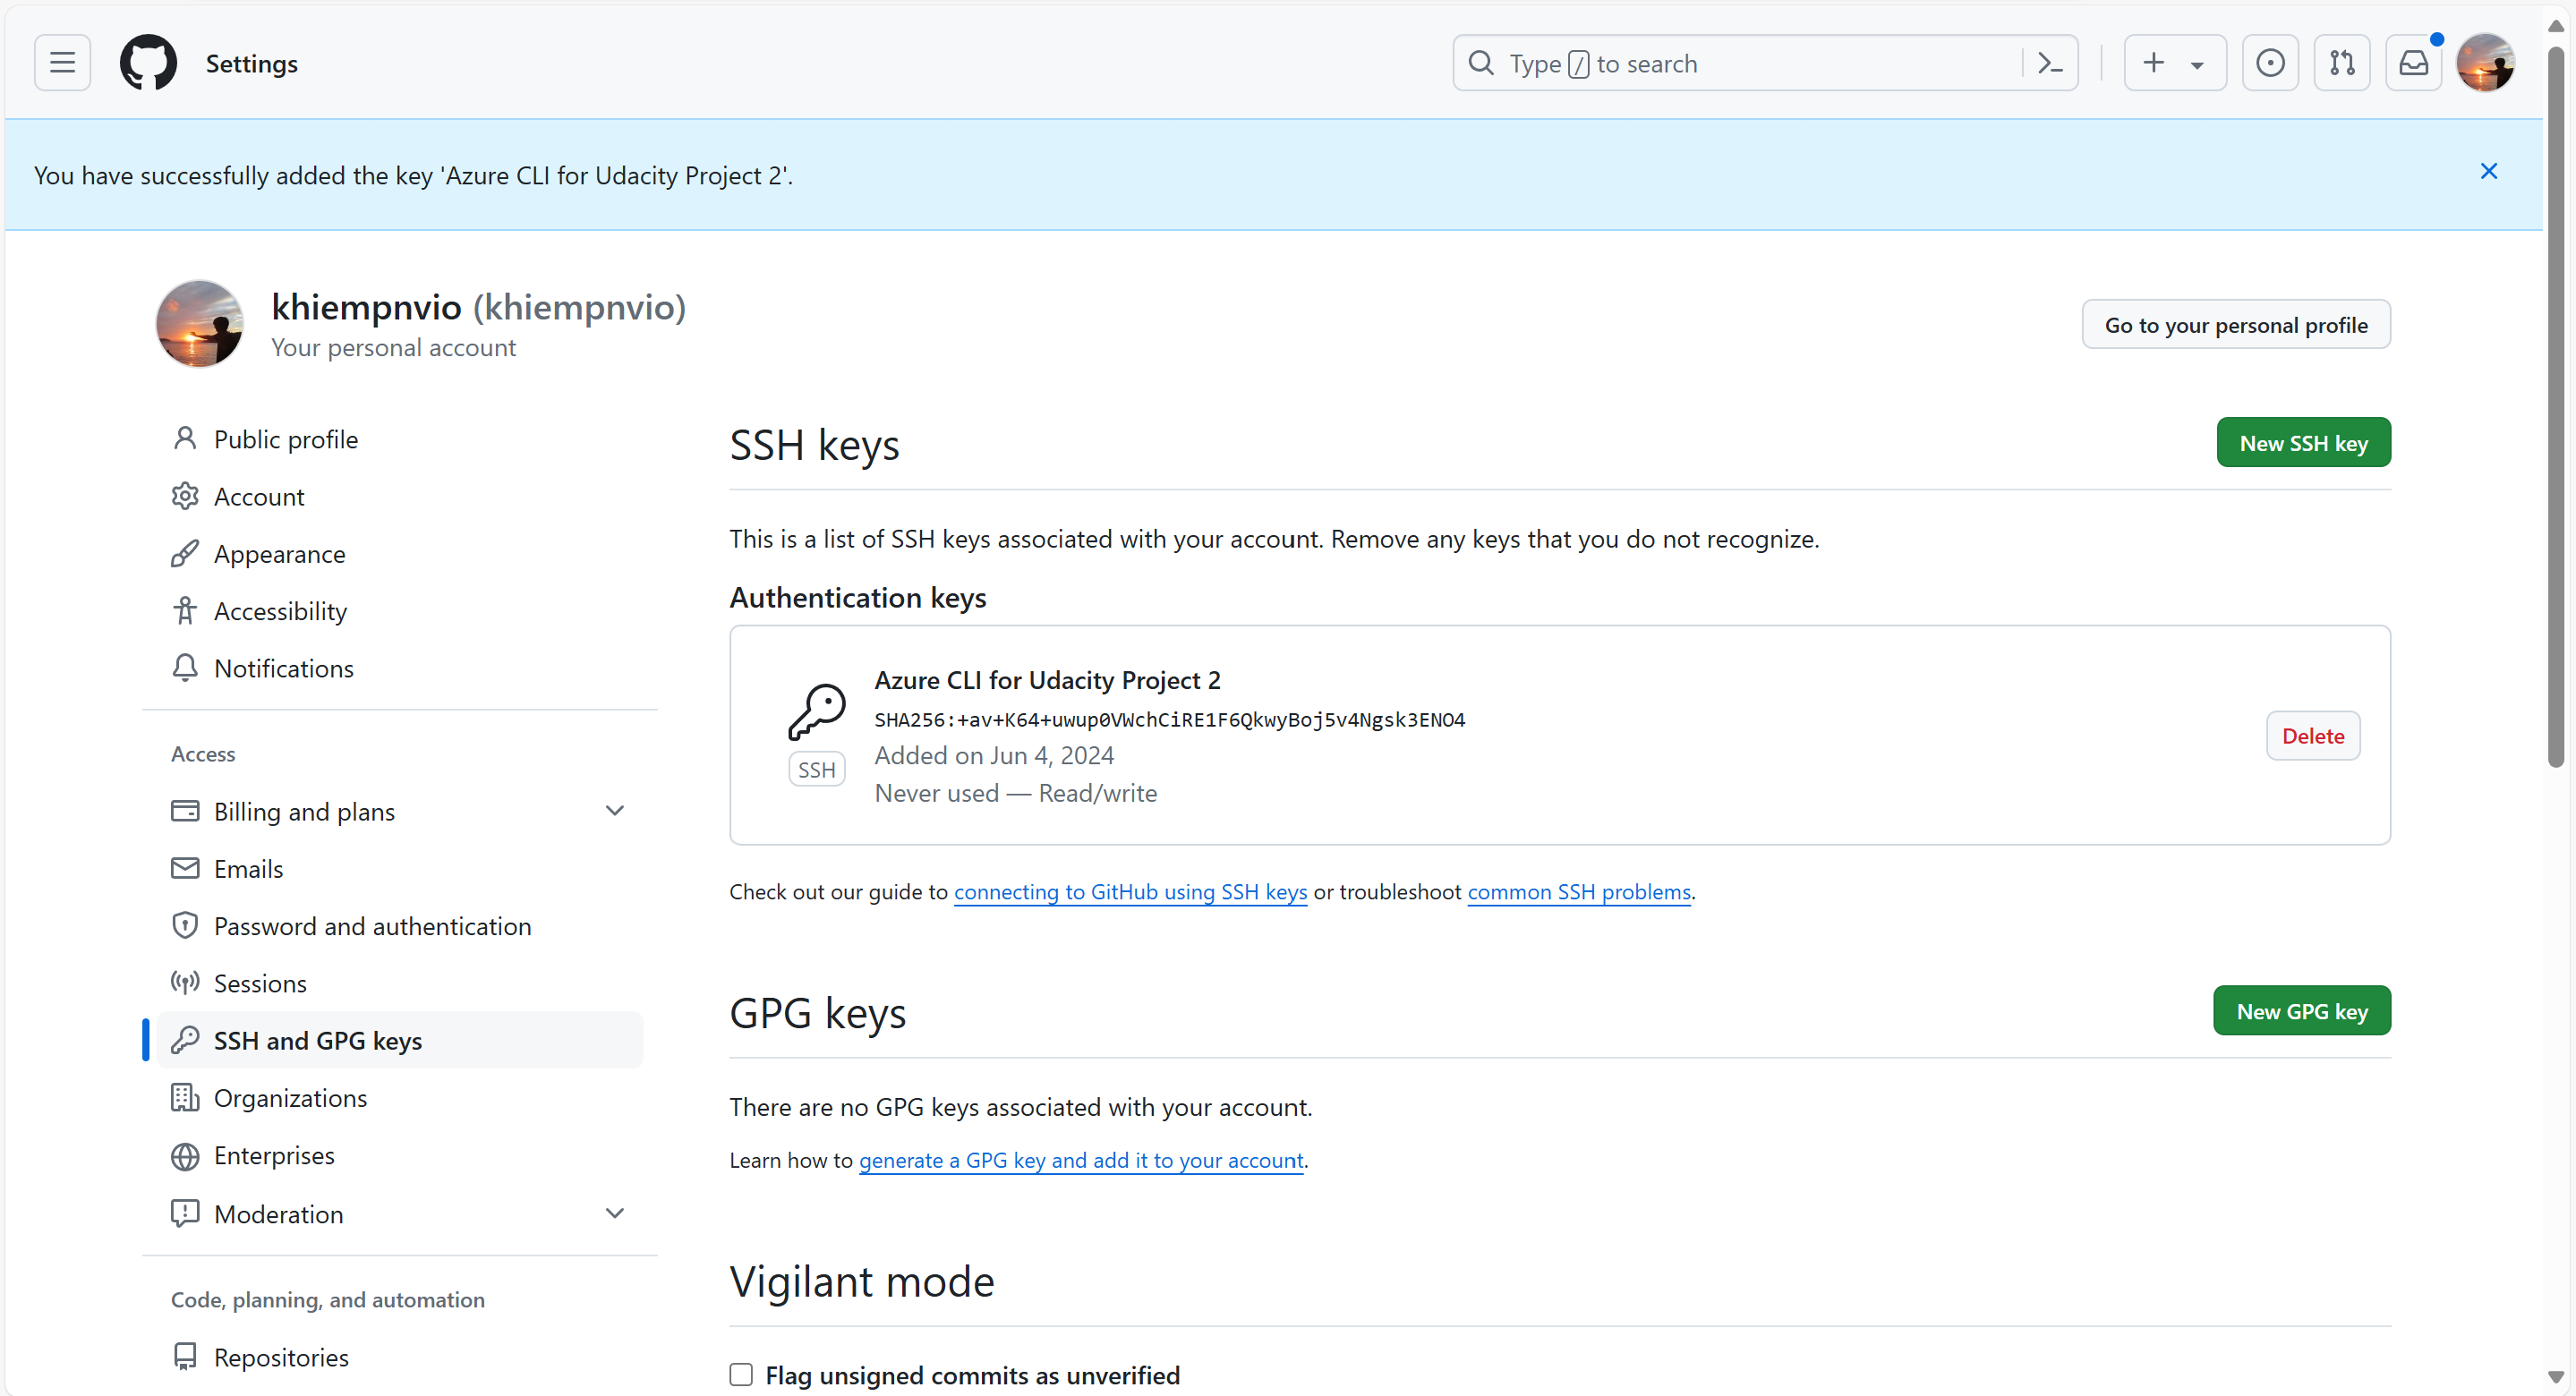 Settings
Type / to search
You have successfully added the key 'Azure CLI for Udacity Project 2'.
khiempnvio (khiempnvio)
Your personal account
Go to your personal profile
Public profile
Account
Appearance
Accessibility
Notifications
Access
Billing and plans
Emails
Password and authentication
Sessions
SSH and GPG keys
Organizations
Enterprises
Moderation
Code, planning, and automation
Repositories
SSH keys
New SSH key
This is a list of SSH keys associated with your account. Remove any keys that you do not recognize.
Authentication keys
Azure CLI for Udacity Project 2
SHA256:+av+K64+uwup0VWchCiRE1F6QkwyBoj5v4Ngsk3ENO4
Added on Jun 4, 2024
Never used — Read/write
SSH
Delete
Check out our guide to connecting to GitHub using SSH keys or troubleshoot common SSH problems.
GPG keys
New GPG key
There are no GPG keys associated with your account.
Learn how to generate a GPG key and add it to your account.
Vigilant mode
Flag unsigned commits as unverified